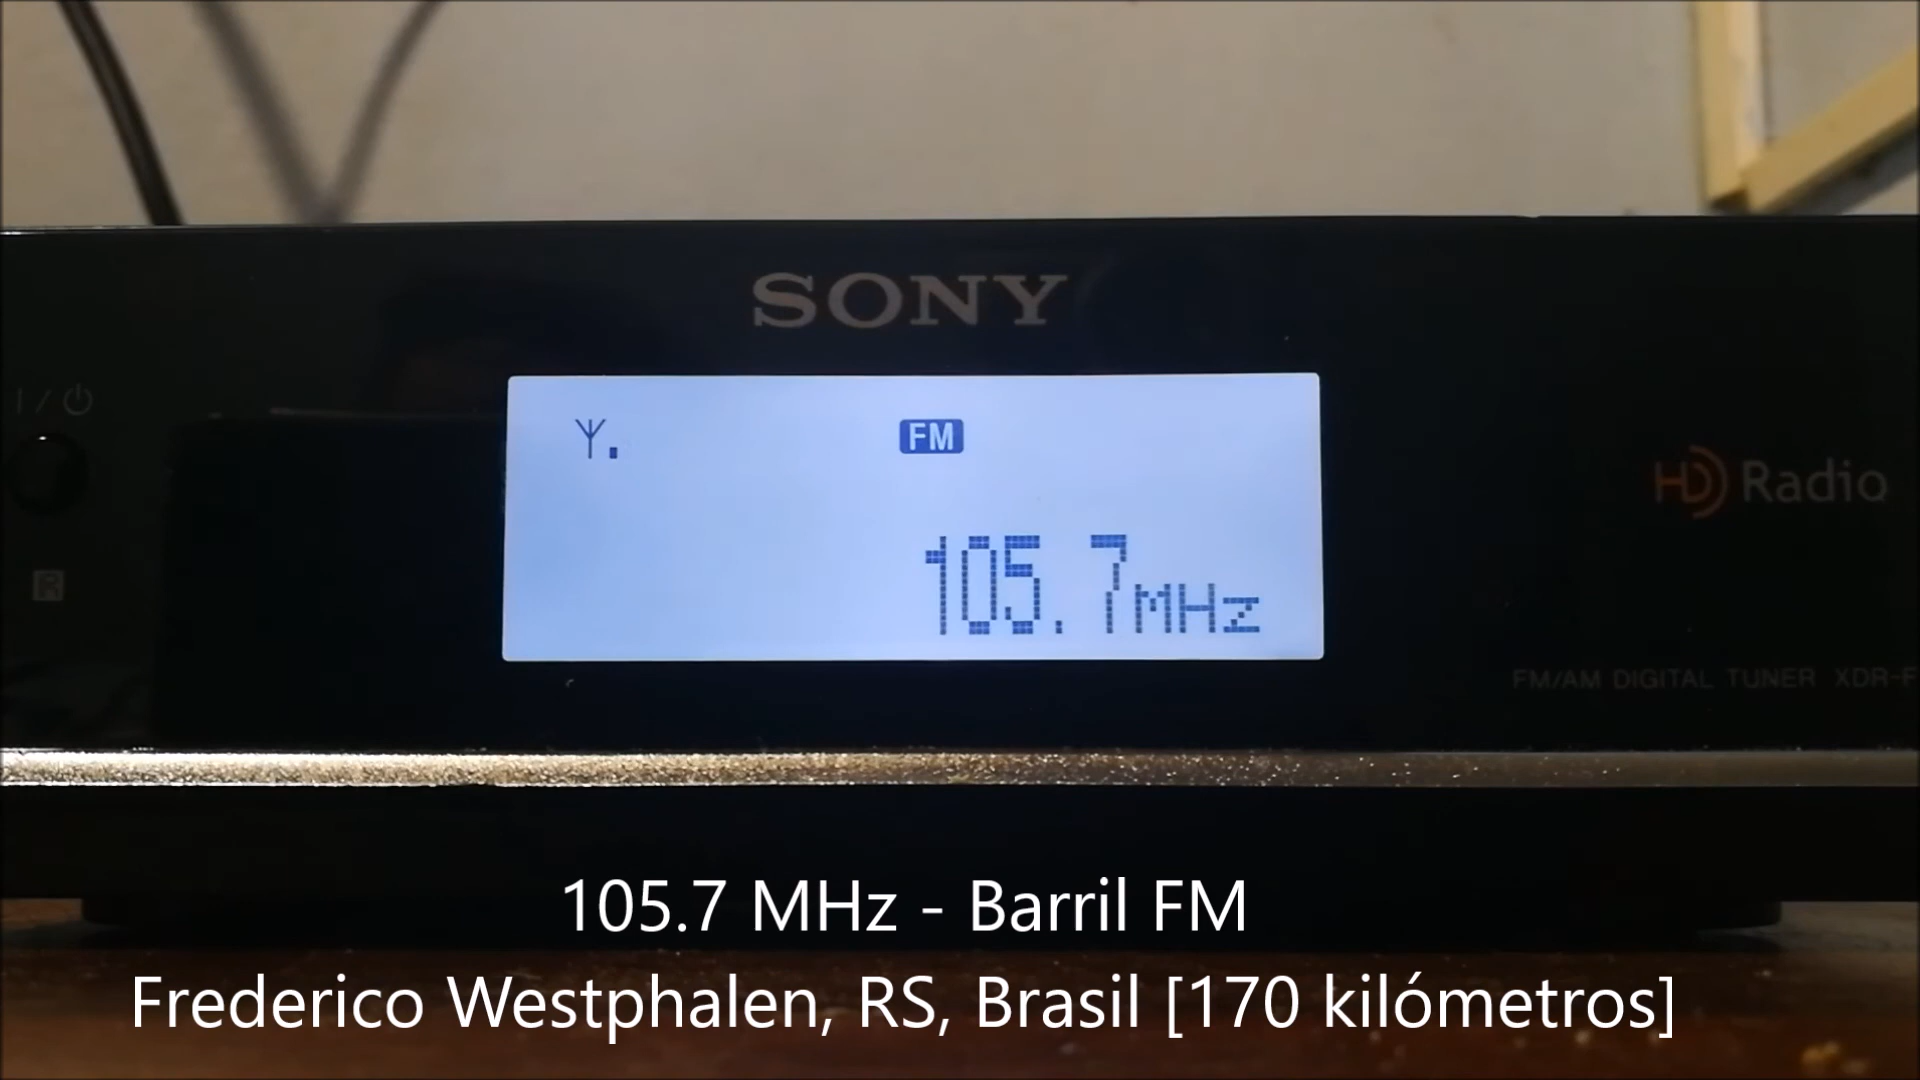 SONY
I / ⏻
FM
HD Radio
105.7MHz
R
FM/AM DIGITAL TUNER XDR-F
105.7 MHz - Barril FM
Frederico Westphalen, RS, Brasil [170 kilómetros]